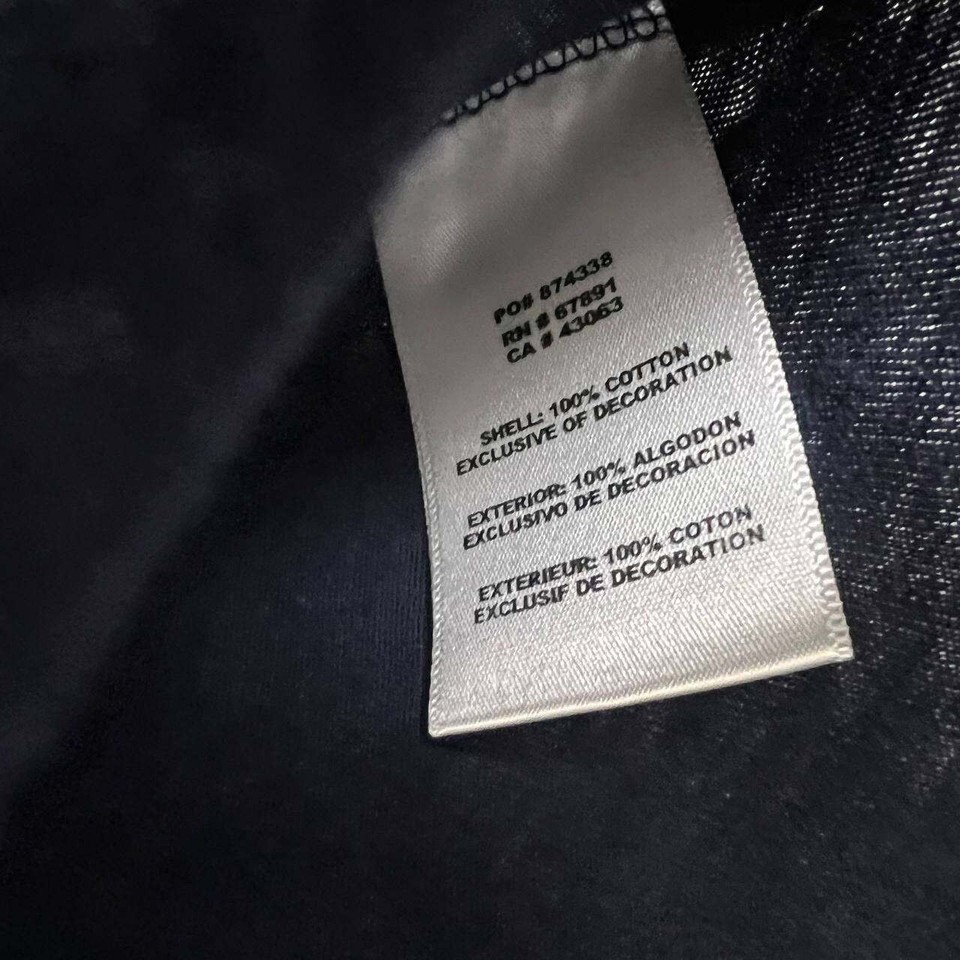 PO# 874338
RN # 67891
CA # 43063
SHELL: 100% COTTON
EXCLUSIVE OF DECORATION
EXTERIOR: 100% ALGODON
EXCLUSIVO DE DECORACION
EXTERIEUR: 100% COTON
EXCLUSIF DE DECORATION